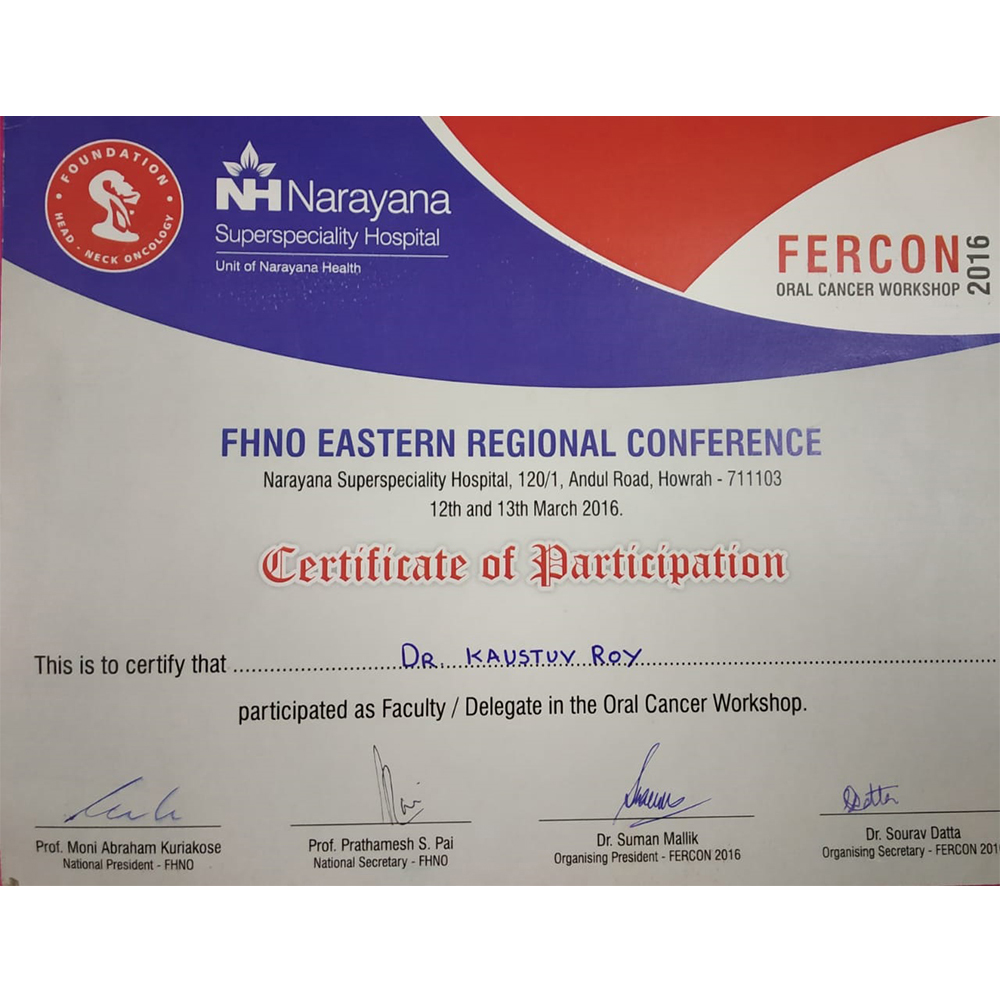 FOUNDATION
HEAD - NECK ONCOLOGY
NH Narayana
Superspeciality Hospital
Unit of Narayana Health
FERCON 2016
ORAL CANCER WORKSHOP
FHNO EASTERN REGIONAL CONFERENCE
Narayana Superspeciality Hospital, 120/1, Andul Road, Howrah - 711103
12th and 13th March 2016.
Certificate of Participation
This is to certify that DR. KAUSTUV ROY
participated as Faculty / Delegate in the Oral Cancer Workshop.
Datta
Prof. Moni Abraham Kuriakose
National President - FHNO
Prof. Prathamesh S. Pai
National Secretary - FHNO
Dr. Suman Mallik
Organising President - FERCON 2016
Dr. Sourav Datta
Organising Secretary - FERCON 201